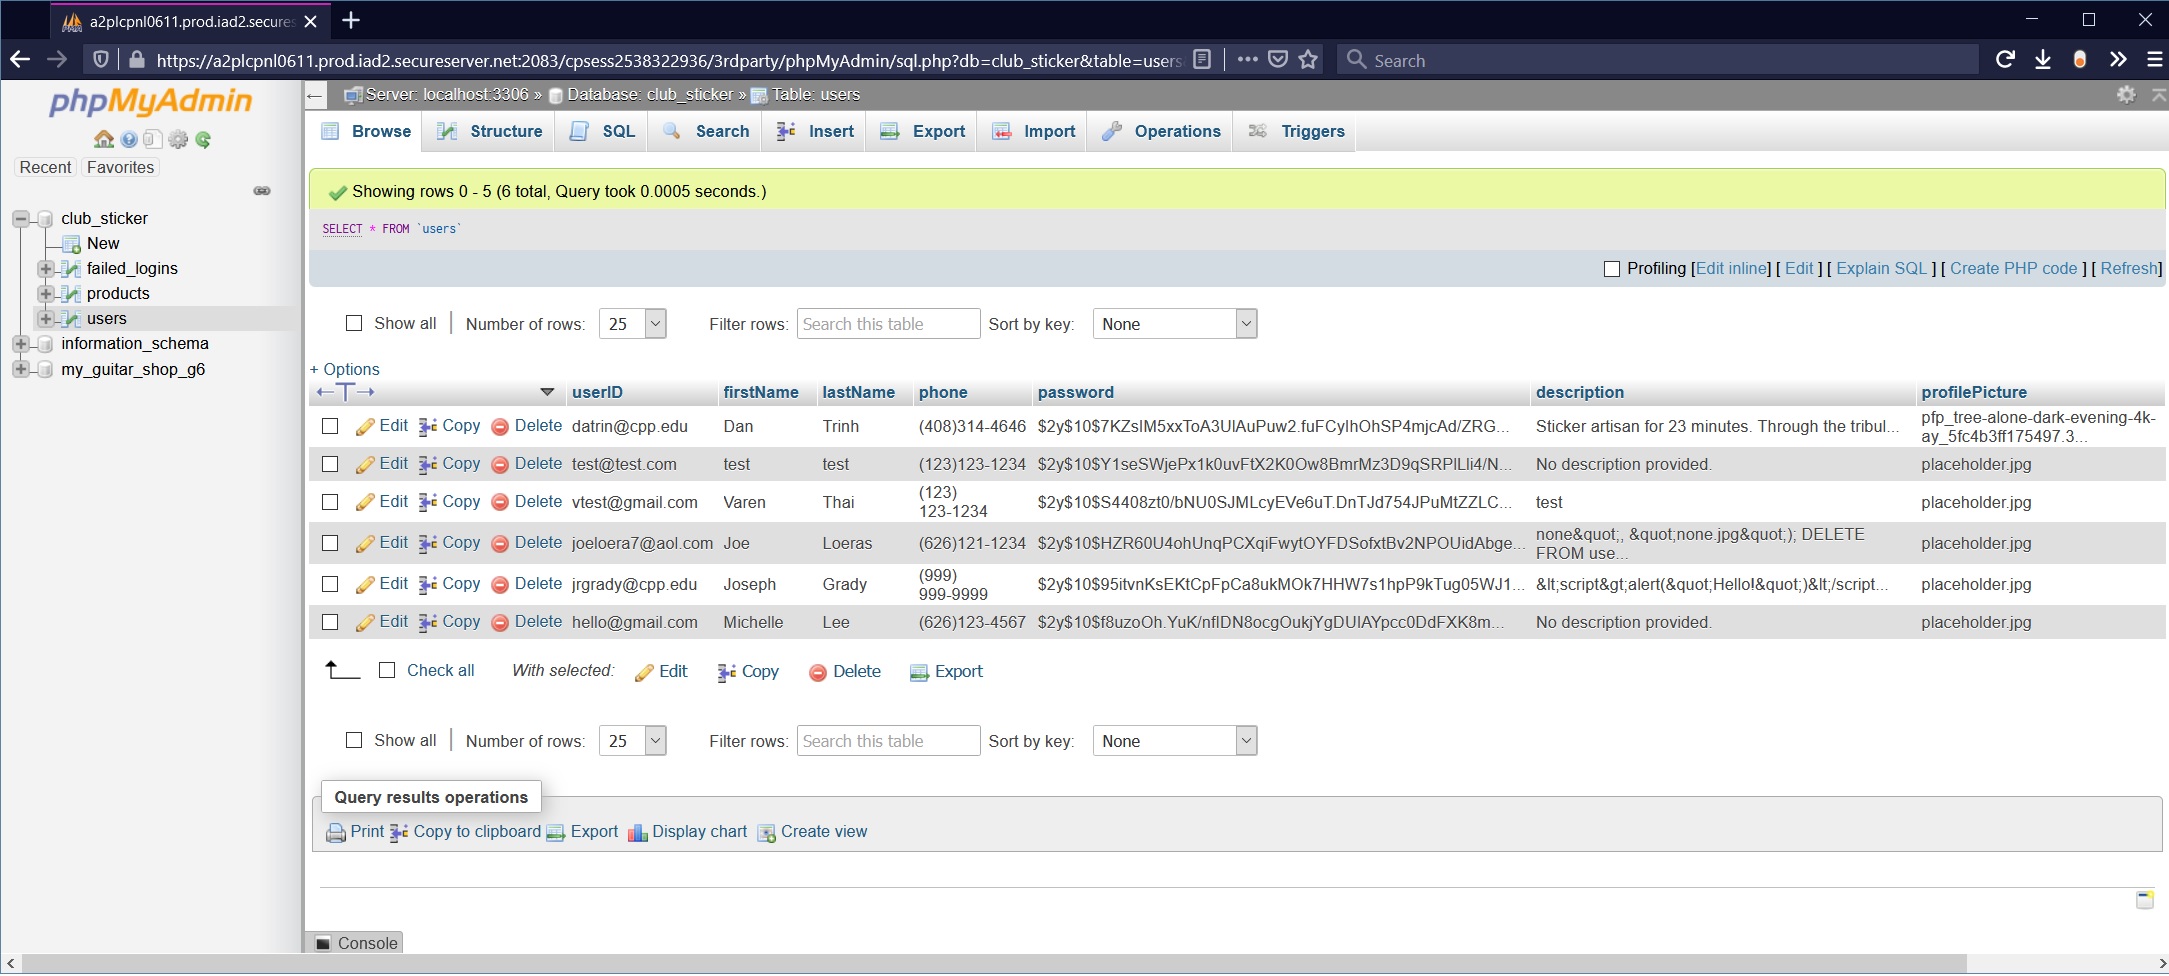 a2plcpnl0611.prod.iad2.secures
https://a2plcpnl0611.prod.iad2.secureserver.net:2083/cpsess2538322936/3rdparty/phpMyAdmin/sql.php?db=club_sticker&table=users
Search
phpMyAdmin
Recent Favorites
club_sticker
New
failed_logins
products
users
information_schema
my_guitar_shop_g6
Server: localhost:3306 » Database: club_sticker » Table: users
Browse Structure SQL Search Insert Export Import Operations Triggers
Showing rows 0 - 5 (6 total, Query took 0.0005 seconds.)
SELECT * FROM `users`
Profiling [Edit inline] [ Edit ] [ Explain SQL ] [ Create PHP code ] [ Refresh]
Show all Number of rows: 25 Filter rows: Search this table Sort by key: None
+ Options
←T→ userID firstName lastName phone password description profilePicture
Edit Copy Delete datrin@cpp.edu Dan Trinh (408)314-4646 $2y$10$7KZslM5xxToA3UlAuPuw2.fuFCylhOhSP4mjcAd/ZRG... Sticker artisan for 23 minutes. Through the tribul... pfp_tree-alone-dark-evening-4k-
ay_5fc4b3ff175497.3...
Edit Copy Delete test@test.com test test (123)123-1234 $2y$10$Y1seSWjePx1k0uvFtX2K0Ow8BmrMz3D9qSRPlLli4/N... No description provided. placeholder.jpg
Edit Copy Delete vtest@gmail.com Varen Thai (123)
123-1234 $2y$10$S4408zt0/bNU0SJMLcyEVe6uT.DnTJd754JPuMtZZLC... test placeholder.jpg
Edit Copy Delete joeloera7@aol.com Joe Loeras (626)121-1234 $2y$10$HZR60U4ohUnqPCXqiFwytOYFDSofxtBv2NPOUidAbge... none&quot;, &quot;none.jpg&quot;); DELETE
FROM use... placeholder.jpg
Edit Copy Delete jrgrady@cpp.edu Joseph Grady (999)
999-9999 $2y$10$95itvnKsEKtCpFpCa8ukMOk7HHW7s1hpP9kTug05WJ1... &lt;script&gt;alert(&quot;Hello!&quot;)&lt;/script... placeholder.jpg
Edit Copy Delete hello@gmail.com Michelle Lee (626)123-4567 $2y$10$f8uzoOh.YuK/nflDN8ocgOukjYgDUIAYpcc0DdFXK8m... No description provided. placeholder.jpg
Check all With selected: Edit Copy Delete Export
Show all Number of rows: 25 Filter rows: Search this table Sort by key: None
Query results operations
Print Copy to clipboard Export Display chart Create view
Console